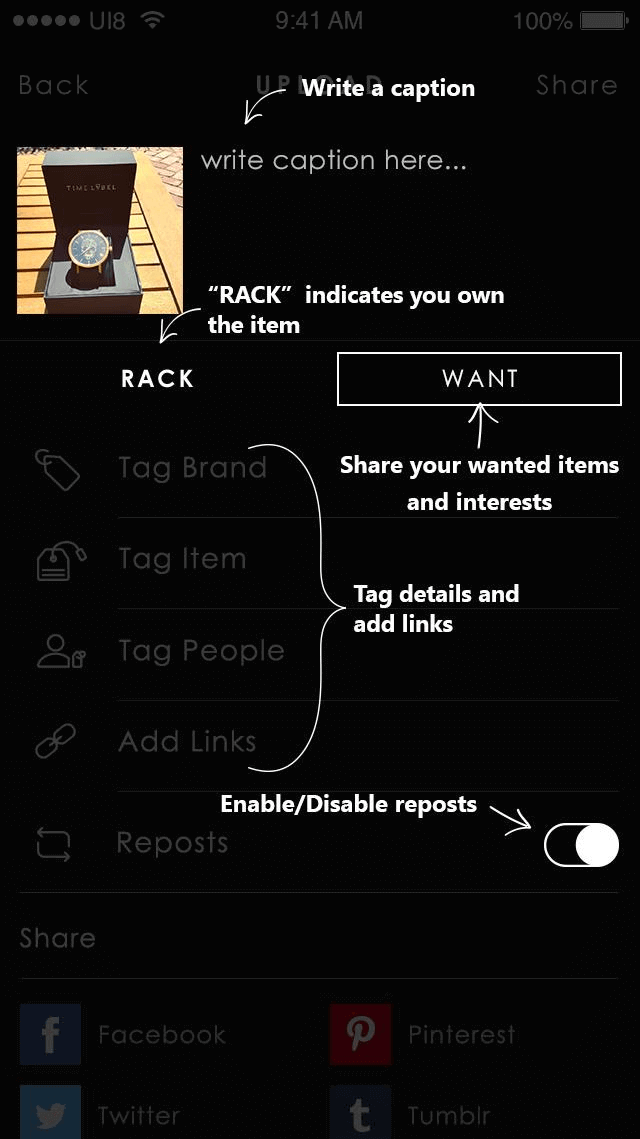 UI8 9:41 AM 100%
Back UPLOAD Share
Write a caption
write caption here...
TIMELABEL
“RACK” indicates you own
the item
RACK WANT
Tag Brand
Share your wanted items
and interests
Tag Item
Tag details and
add links
Tag People
Add Links
Enable/Disable reposts
Reposts
Share
Facebook Pinterest
Twitter Tumblr